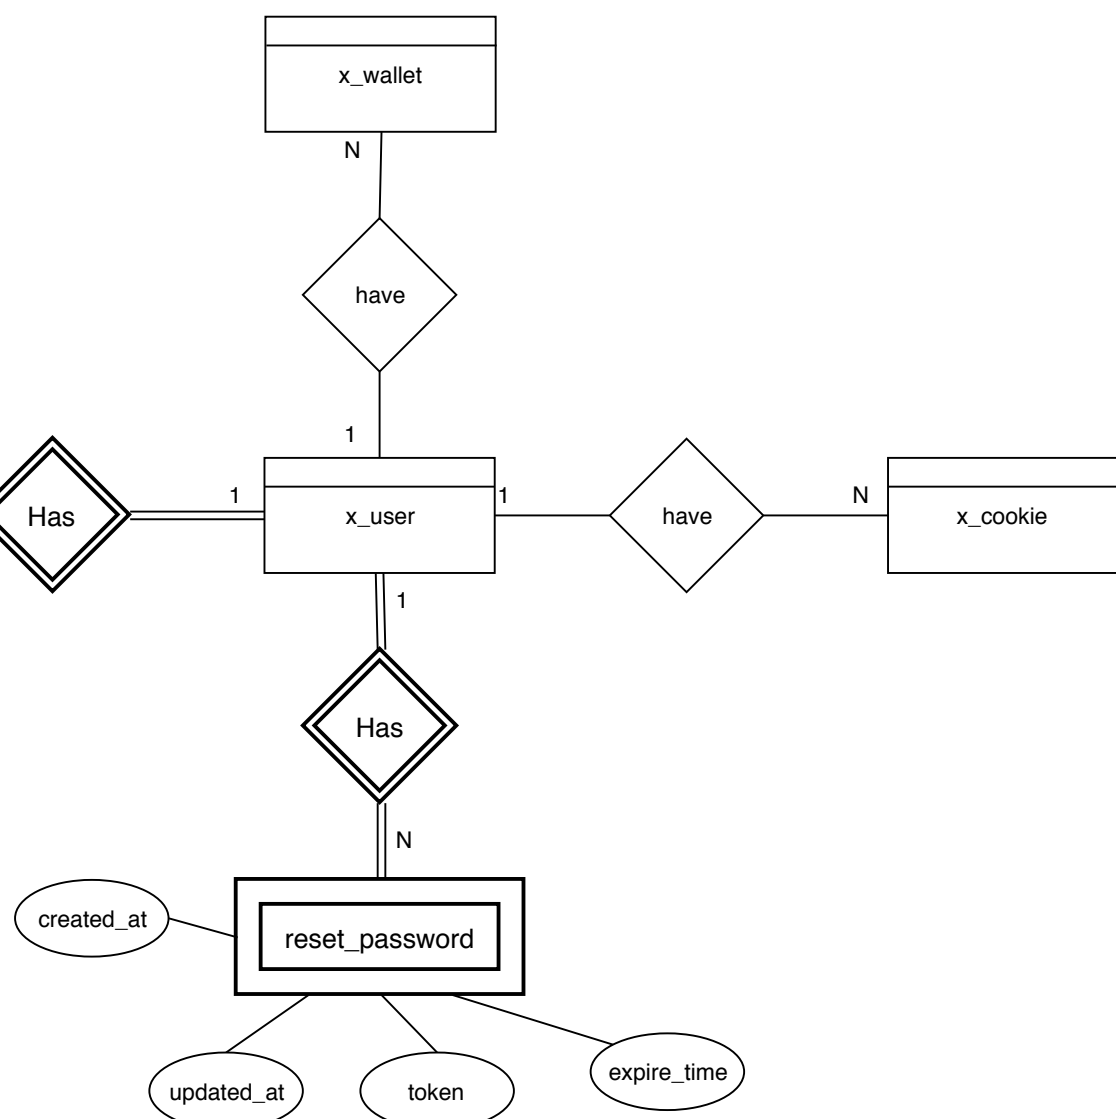 x_wallet
N
have
1
Has
1
x_user
1
have
N
x_cookie
1
Has
N
created_at
reset_password
updated_at
token
expire_time